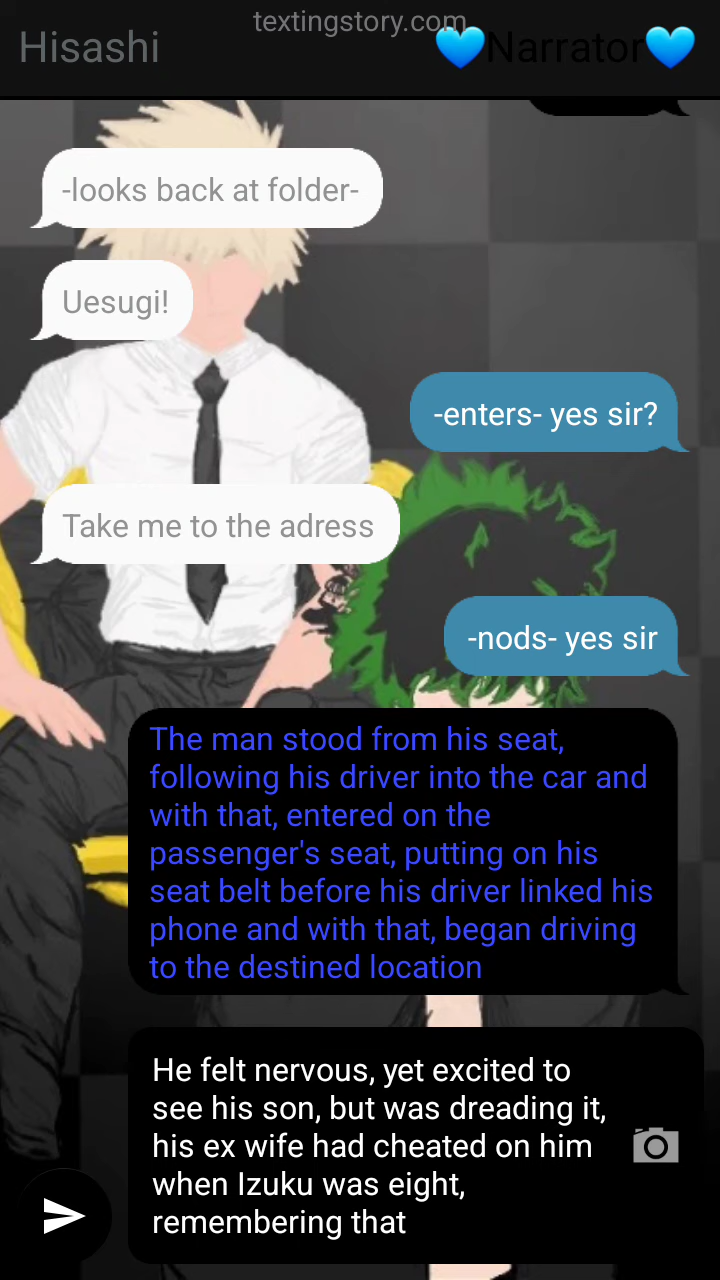 textingstory.com
Hisashi
💙Narrator💙
-looks back at folder-
Uesugi!
-enters- yes sir?
Take me to the adress
-nods- yes sir
The man stood from his seat,
following his driver into the car and
with that, entered on the
passenger's seat, putting on his
seat belt before his driver linked his
phone and with that, began driving
to the destined location
He felt nervous, yet excited to
see his son, but was dreading it,
his ex wife had cheated on him
when Izuku was eight,
remembering that